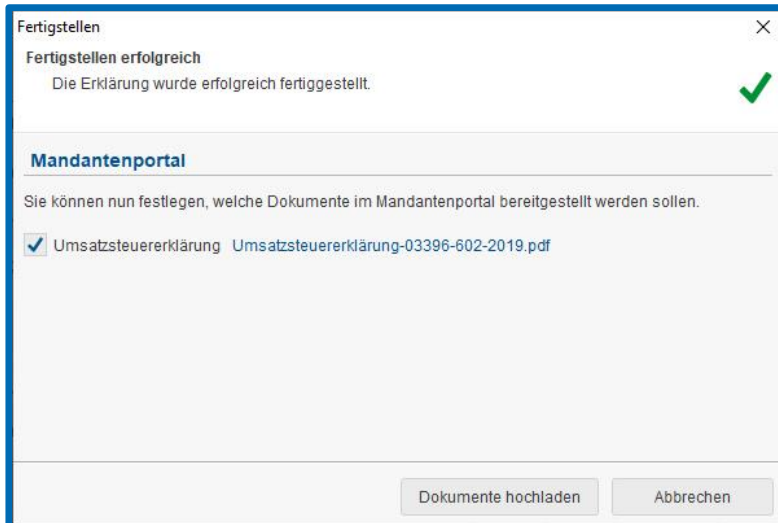 Fertigstellen
Fertigstellen erfolgreich
Die Erklärung wurde erfolgreich fertiggestellt.
Mandantenportal
Sie können nun festlegen, welche Dokumente im Mandantenportal bereitgestellt werden sollen.
Umsatzsteuererklärung Umsatzsteuererklärung-03396-602-2019.pdf
Dokumente hochladen Abbrechen